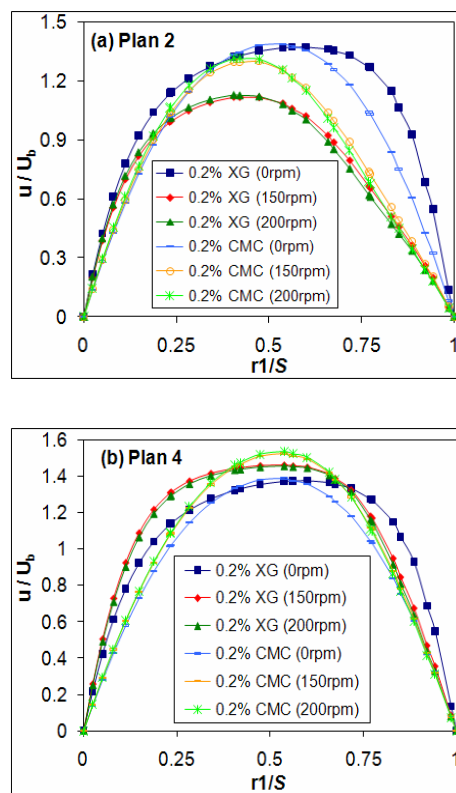 (a) Plan 2
u / Ub
1.5
1.2
0.9
0.6
0.3
0
0.2% XG (0rpm)
0.2% XG (150rpm)
0.2% XG (200rpm)
0.2% CMC (0rpm)
0.2% CMC (150rpm)
0.2% CMC (200rpm)
0 0.25 0.5 0.75 1
r1/S
(b) Plan 4
u / Ub
1.6
1.4
1.2
1
0.8
0.6
0.4
0.2
0
0.2% XG (0rpm)
0.2% XG (150rpm)
0.2% XG (200rpm)
0.2% CMC (0rpm)
0.2% CMC (150rpm)
0.2% CMC (200rpm)
0 0.25 0.5 0.75 1
r1/S